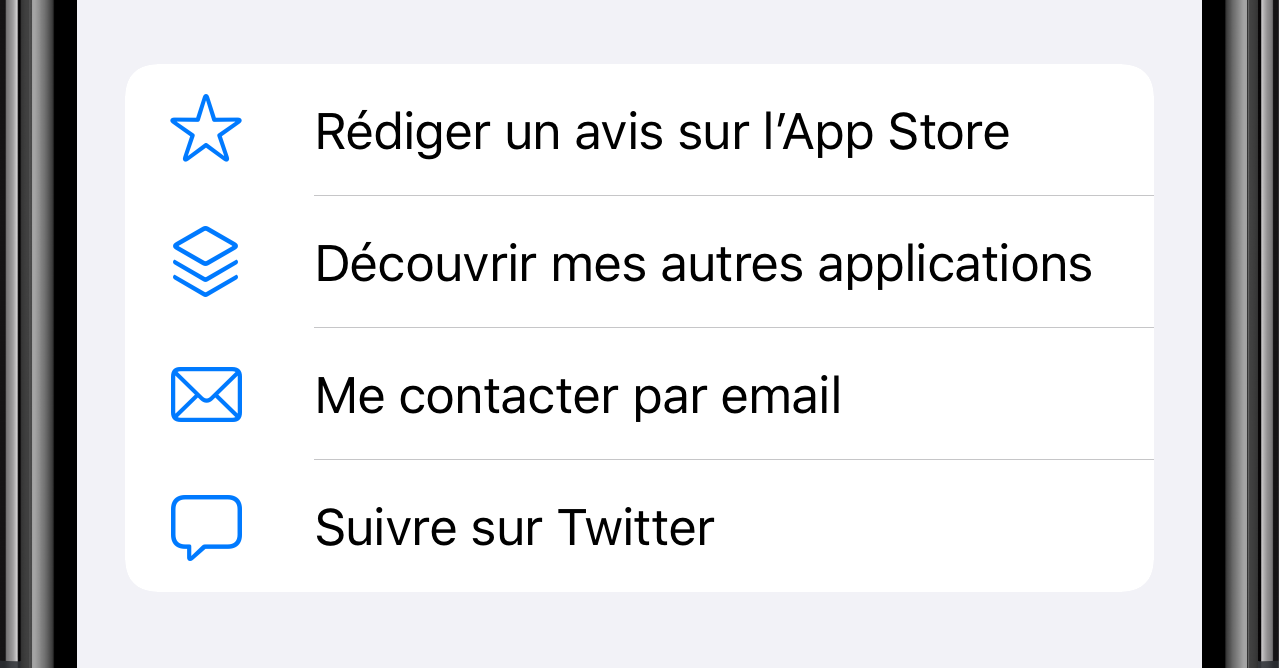 Rédiger un avis sur l’App Store
Découvrir mes autres applications
Me contacter par email
Suivre sur Twitter